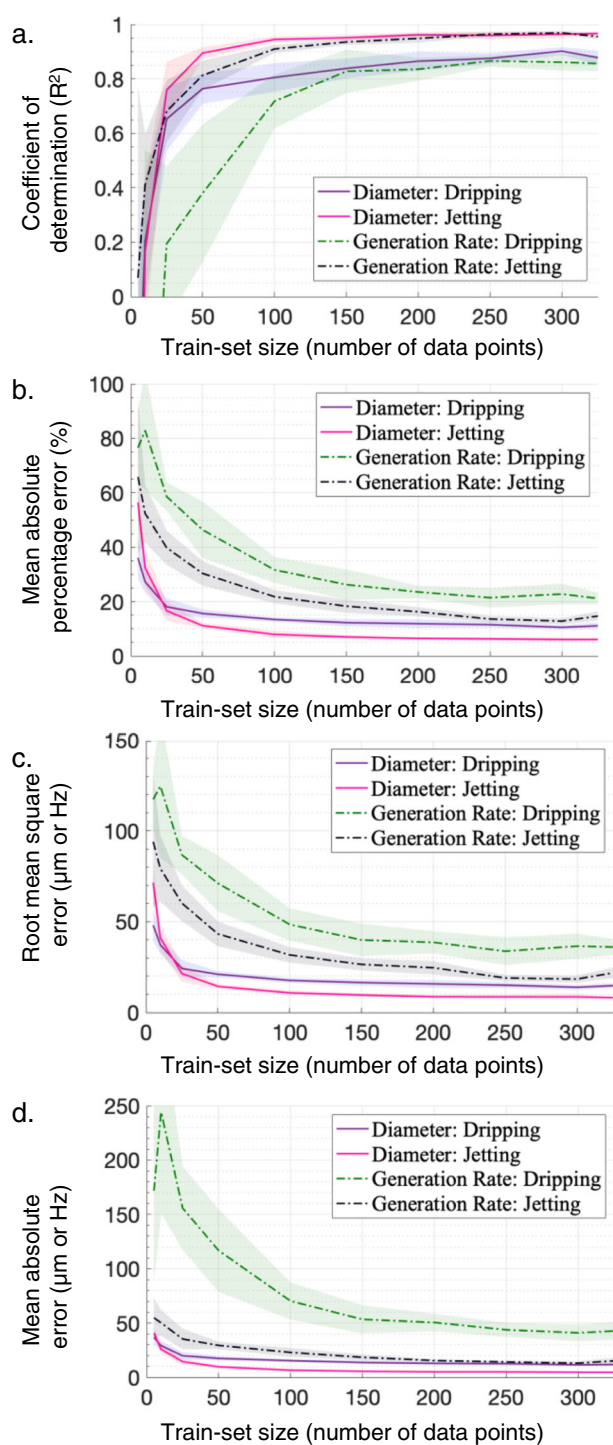 a.
Coefficient of
determination (R²)
1
0.8
0.6
0.4
0.2
0
Diameter: Dripping
Diameter: Jetting
Generation Rate: Dripping
Generation Rate: Jetting
0 50 100 150 200 250 300
Train-set size (number of data points)
b.
Mean absolute
percentage error (%)
100
80
60
40
20
0
Diameter: Dripping
Diameter: Jetting
Generation Rate: Dripping
Generation Rate: Jetting
0 50 100 150 200 250 300
Train-set size (number of data points)
c.
Root mean square
error (µm or Hz)
150
100
50
0
Diameter: Dripping
Diameter: Jetting
Generation Rate: Dripping
Generation Rate: Jetting
0 50 100 150 200 250 300
Train-set size (number of data points)
d.
Mean absolute
error (µm or Hz)
250
200
150
100
50
0
Diameter: Dripping
Diameter: Jetting
Generation Rate: Dripping
Generation Rate: Jetting
0 50 100 150 200 250 300
Train-set size (number of data points)